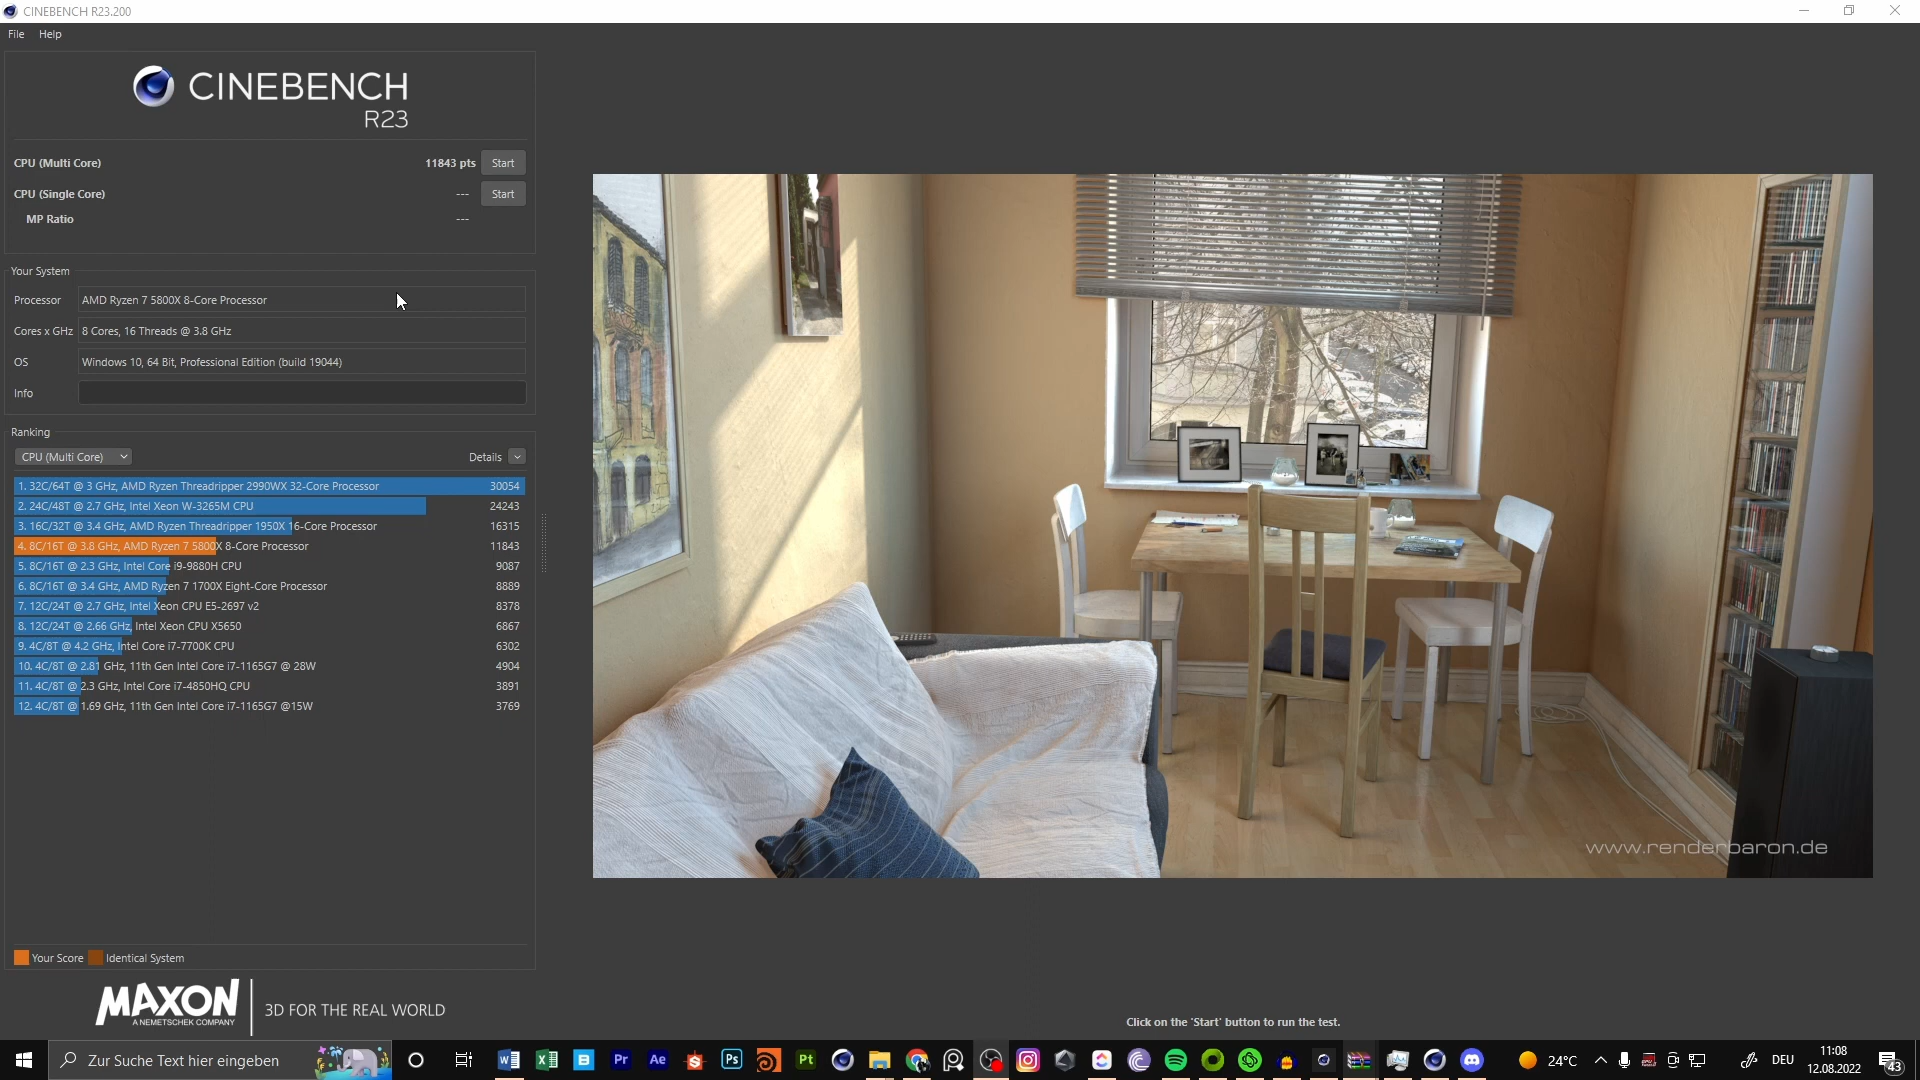 CINEBENCH R23.200
File Help
CINEBENCH
R23
CPU (Multi Core) 11843 pts Start
CPU (Single Core) --- Start
MP Ratio ---
Your System
Processor AMD Ryzen 7 5800X 8-Core Processor
Cores x GHz 8 Cores, 16 Threads @ 3.8 GHz
OS Windows 10, 64 Bit, Professional Edition (build 19044)
Info
Ranking
CPU (Multi Core) Details
1. 32C/64T @ 3 GHz, AMD Ryzen Threadripper 2990WX 32-Core Processor 30054
2. 24C/48T @ 2.7 GHz, Intel Xeon W-3265M CPU 24243
3. 16C/32T @ 3.4 GHz, AMD Ryzen Threadripper 1950X 16-Core Processor 16315
4. 8C/16T @ 3.8 GHz, AMD Ryzen 7 5800X 8-Core Processor 11843
5. 8C/16T @ 2.3 GHz, Intel Core i9-9880H CPU 9087
6. 8C/16T @ 3.4 GHz, AMD Ryzen 7 1700X Eight-Core Processor 8889
7. 12C/24T @ 2.7 GHz, Intel Xeon CPU E5-2697 v2 8378
8. 12C/24T @ 2.66 GHz, Intel Xeon CPU X5650 6867
9. 4C/8T @ 4.2 GHz, Intel Core i7-7700K CPU 6302
10. 4C/8T @ 2.81 GHz, 11th Gen Intel Core i7-1165G7 @ 28W 4904
11. 4C/8T @ 2.3 GHz, Intel Core i7-4850HQ CPU 3891
12. 4C/8T @ 1.69 GHz, 11th Gen Intel Core i7-1165G7 @15W 3769
www.renderbaron.de
Your Score Identical System
MAXON
A NEMETSCHEK COMPANY
3D FOR THE REAL WORLD
Click on the 'Start' button to run the test.
Zur Suche Text hier eingeben
Pr
Ae
Ps
Pt
24°C
DEU
11:08
12.08.2022
43